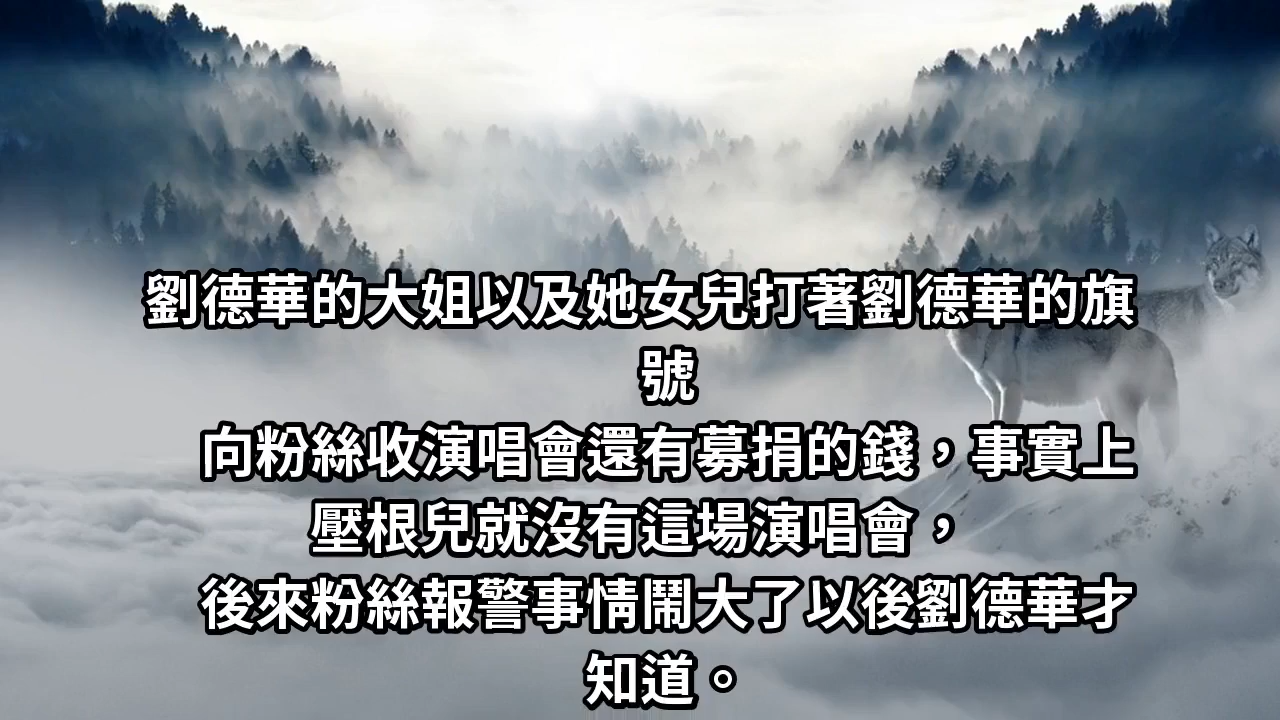 劉德華的大姐以及她女兒打著劉德華的旗
號
向粉絲收演唱會還有募捐的錢，事實上
壓根兒就沒有這場演唱會，
後來粉絲報警事情鬧大了以後劉德華才
知道。